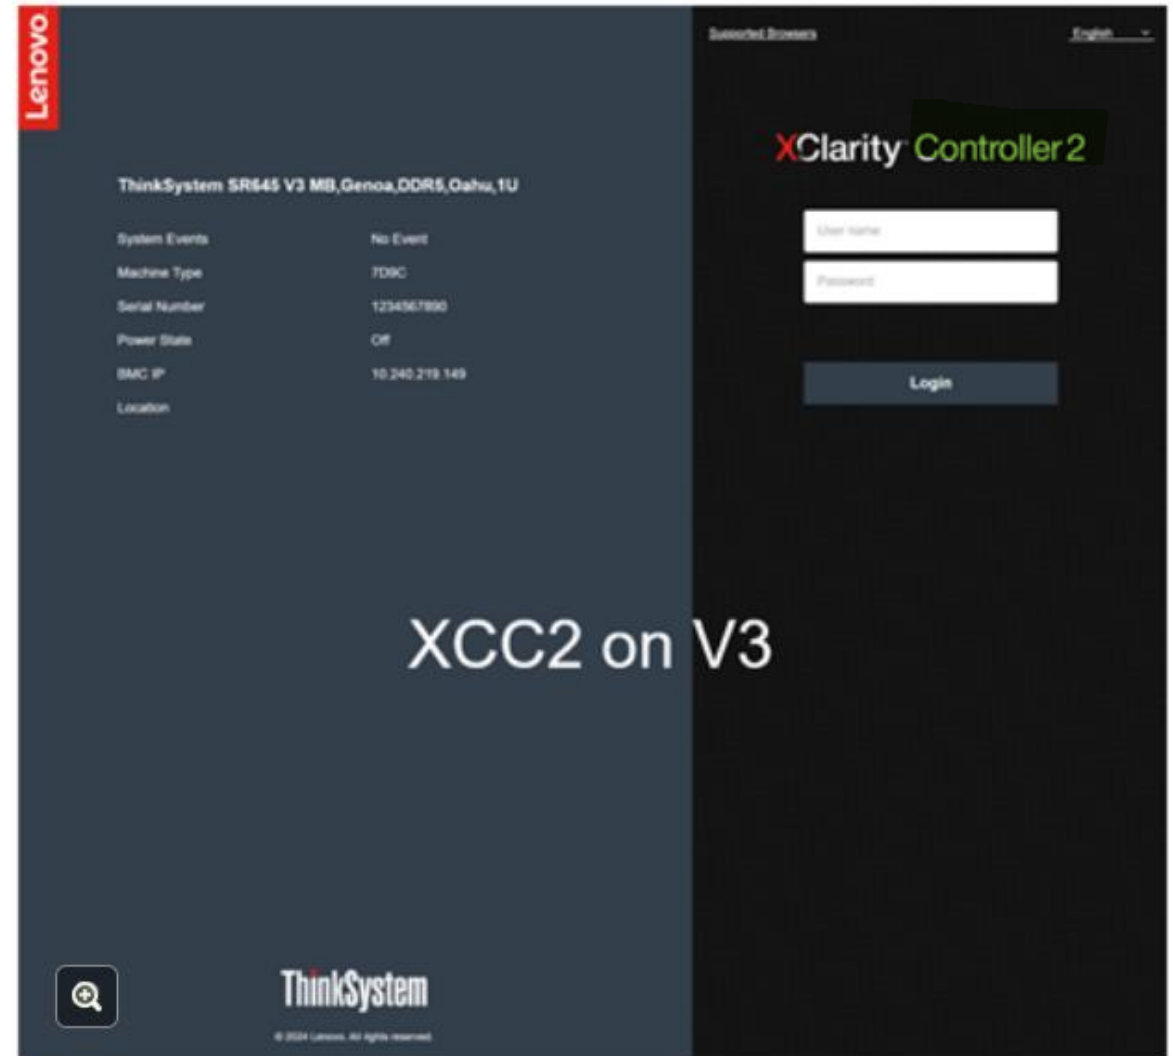 Lenovo
Supported Browsers
English
XClarity Controller 2
ThinkSystem SR645 V3 MB,Genoa,DDR5,Oahu,1U
System Events No Event
Machine Type 7D9C
Serial Number 1234567890
Power State Off
BMC IP 10.240.219.149
Location
User name
Password
Login
XCC2 on V3
ThinkSystem
© 2024 Lenovo. All rights reserved.